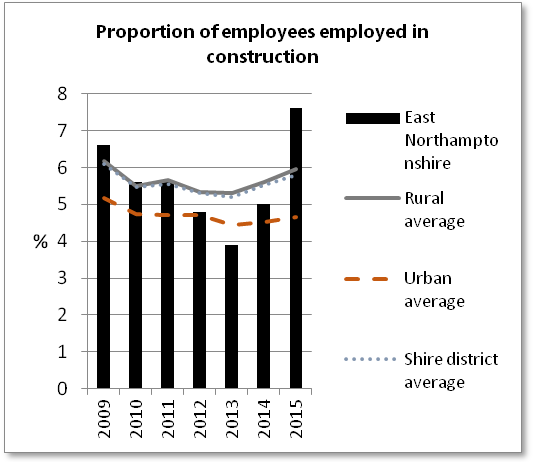 Proportion of employees employed in
construction
8
7
6
5
4
3
2
1
0
%
2009
2010
2011
2012
2013
2014
2015
East
Northampto
nshire
Rural
average
Urban
average
Shire district
average